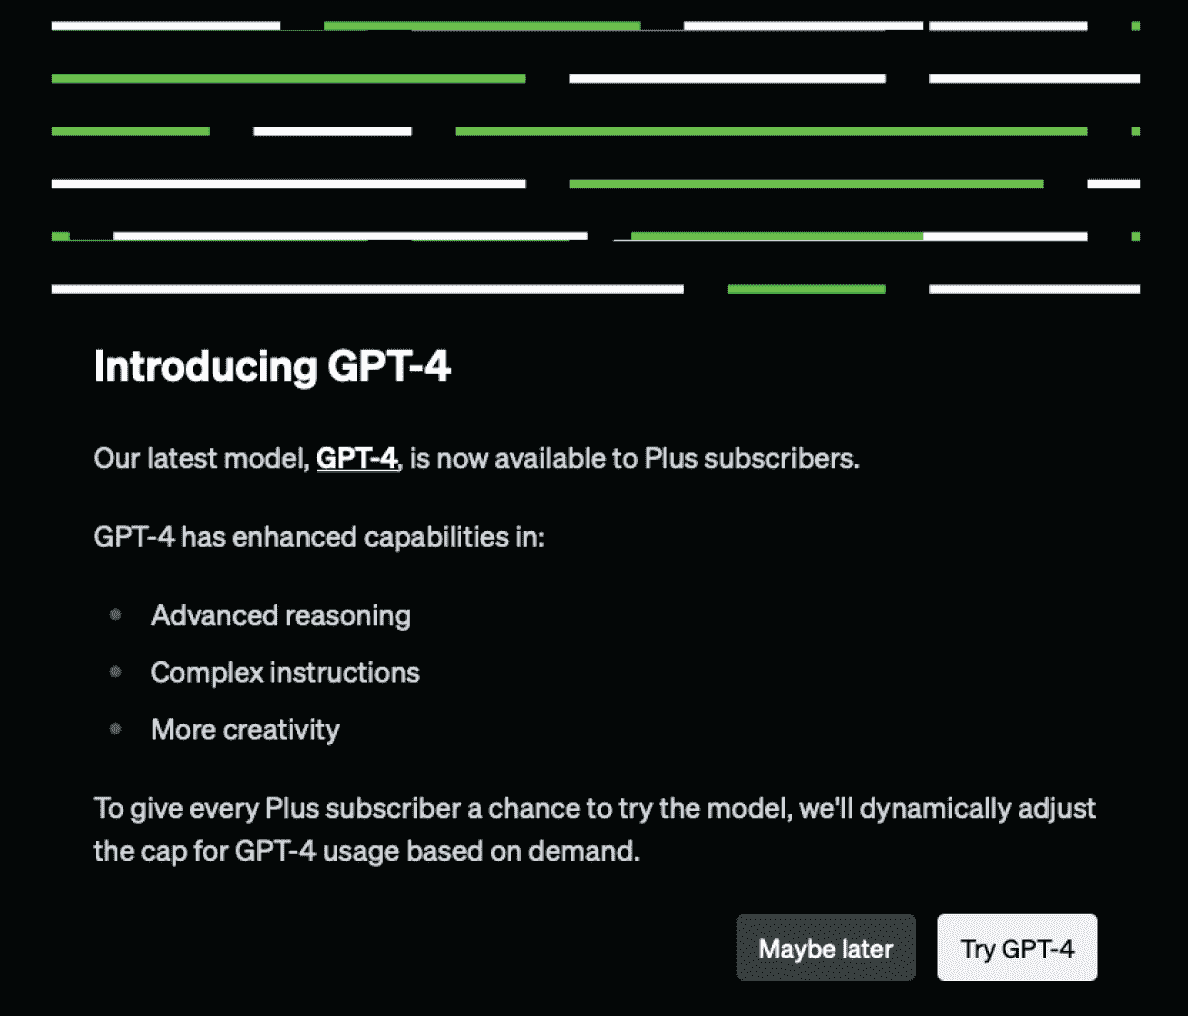 Introducing GPT-4
Our latest model, GPT-4, is now available to Plus subscribers.
GPT-4 has enhanced capabilities in:
Advanced reasoning
Complex instructions
More creativity
To give every Plus subscriber a chance to try the model, we'll dynamically adjust
the cap for GPT-4 usage based on demand.
Maybe later
Try GPT-4